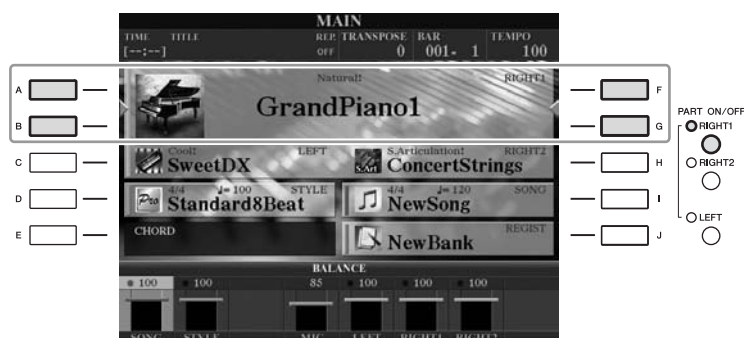 MAIN
TIME TITLE REP. TRANSPOSE BAR TEMPO
[--:--] OFF 0 001- 1 100
A F
Natural! RIGHT1
GrandPiano1
B G
PART ON/OFF
RIGHT1
RIGHT2
LEFT
C H
Cool! LEFT
SweetDX
S.Articulation! RIGHT2
S.Art ConcertStrings
D I
4/4 ♩=100 STYLE
Pro Standard8Beat
4/4 ♩=120 SONG
NewSong
E J
CHORD
REGIST
NewBank
BALANCE
100 100 85 100 100 100
SONG STYLE MIC LEFT RIGHT1 RIGHT2